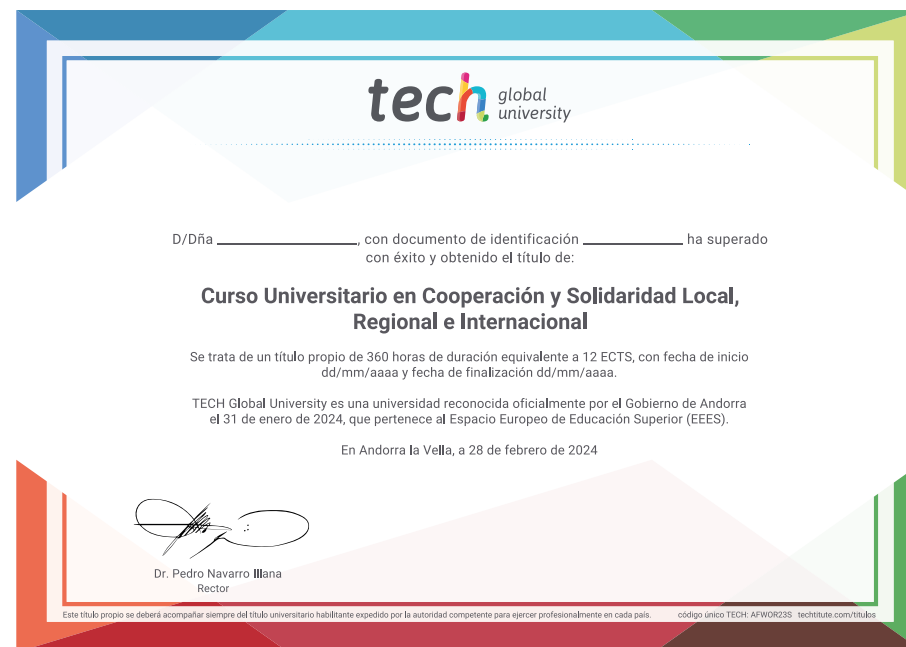 tech global university
D/Dña ____________________, con documento de identificación ______________ ha superado
con éxito y obtenido el título de:
Curso Universitario en Cooperación y Solidaridad Local,
Regional e Internacional
Se trata de un título propio de 360 horas de duración equivalente a 12 ECTS, con fecha de inicio
dd/mm/aaaa y fecha de finalización dd/mm/aaaa.
TECH Global University es una universidad reconocida oficialmente por el Gobierno de Andorra
el 31 de enero de 2024, que pertenece al Espacio Europeo de Educación Superior (EEES).
En Andorra la Vella, a 28 de febrero de 2024
Dr. Pedro Navarro Illana
Rector
Este título propio se deberá acompañar siempre del título universitario habilitante expedido por la autoridad competente para ejercer profesionalmente en cada país. código único TECH: AFWOR23S techtitute.com/titulos